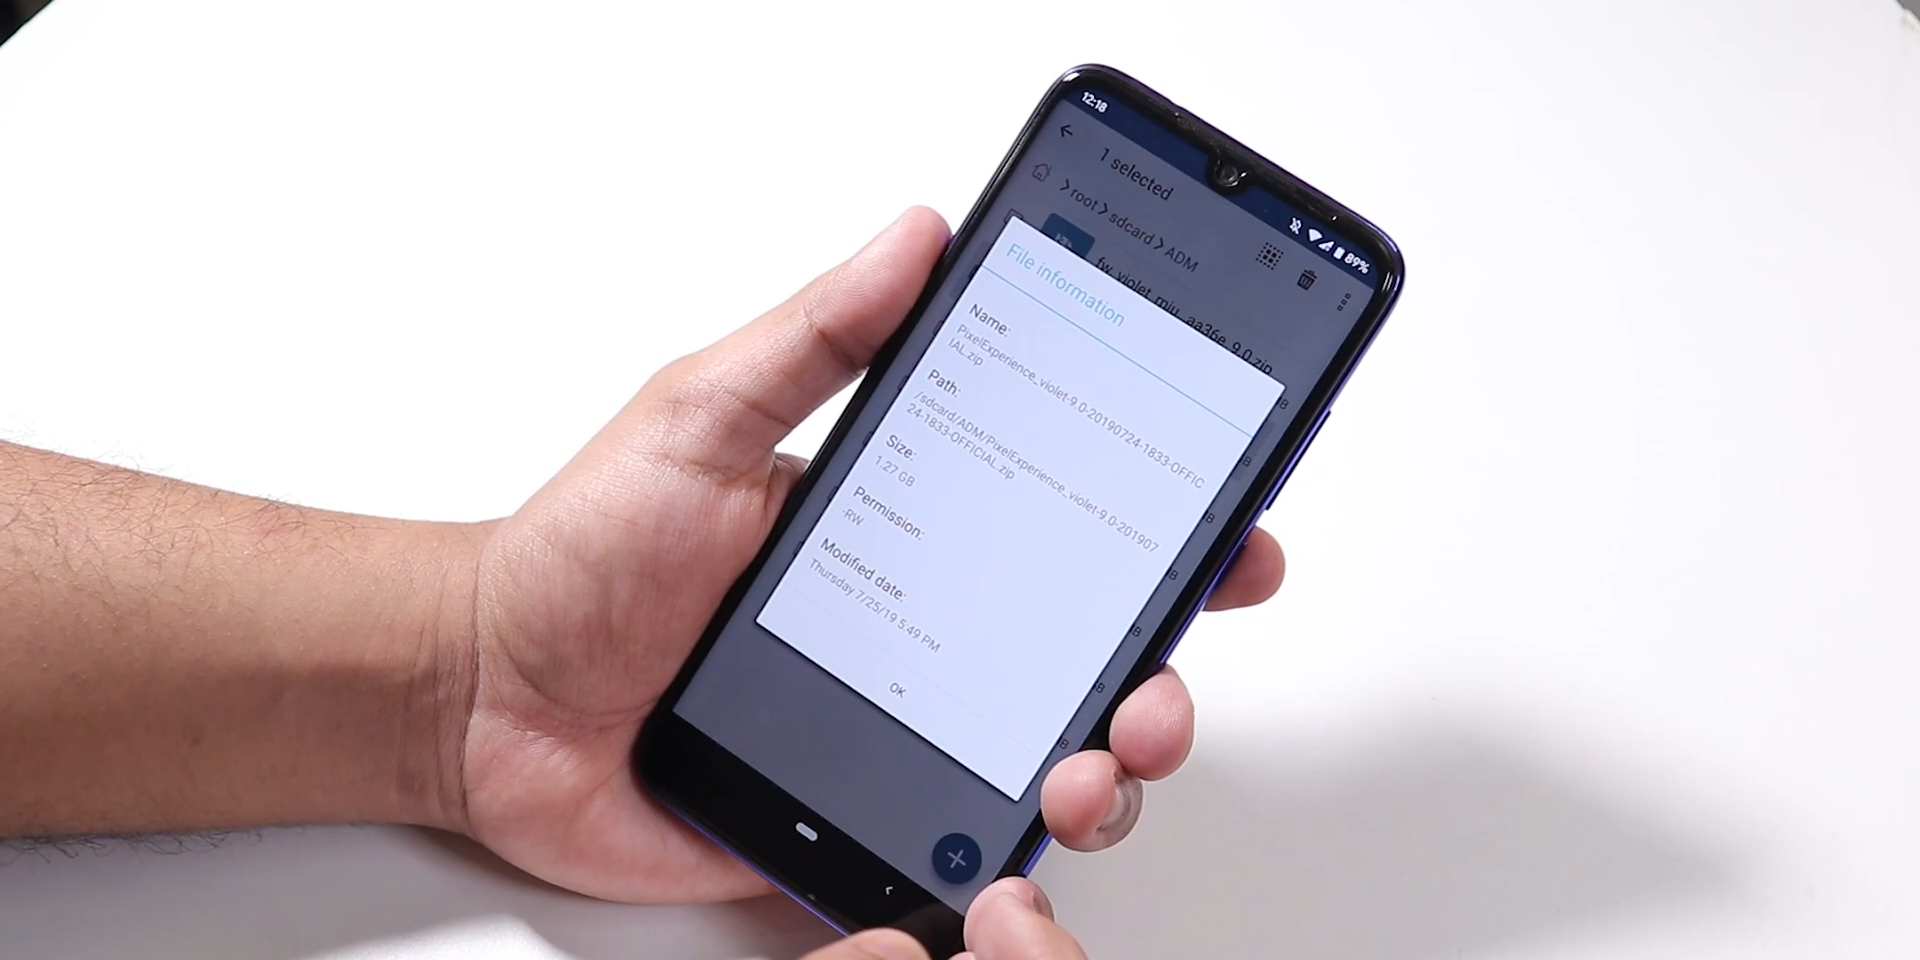 12:18
89%
1 selected
root sdcard ADM
fw_violet_miu_aa36e_9.0.zip
File information
Name:
PixelExperience_violet-9.0-20190724-1833-OFFIC
IAL.zip
Path:
/sdcard/ADM/PixelExperience_violet-9.0-201907
24-1833-OFFICIAL.zip
Size:
1.27 GB
Permission:
-RW
Modified date:
Thursday 7/25/19 5:49 PM
OK
B
B
B
B
B
B
B